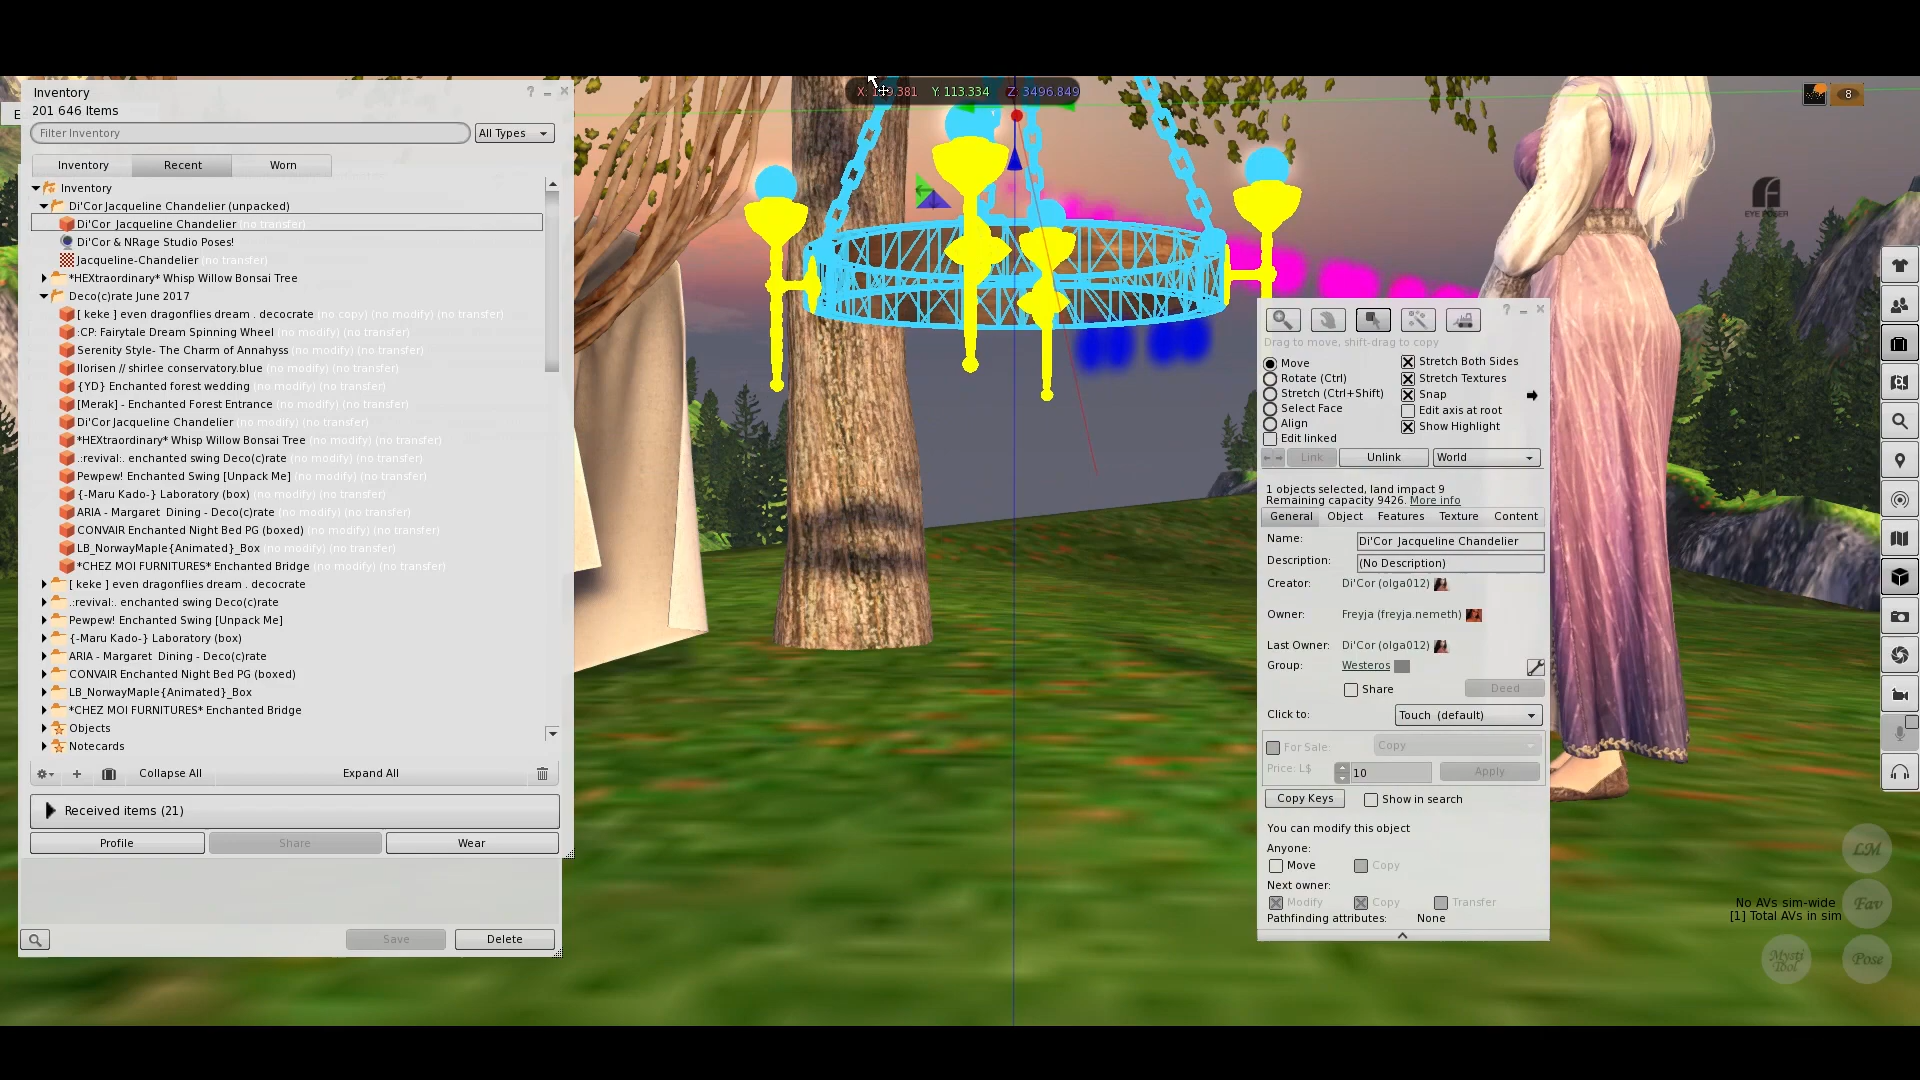 Inventory
201 646 Items
Filter Inventory
All Types
Inventory Recent Worn
Inventory
Di'Cor Jacqueline Chandelier (unpacked)
Di'Cor  Jacqueline Chandelier (no transfer)
Di'Cor & NRage Studio Poses!
Jacqueline-Chandelier (no transfer)
*HEXtraordinary* Whisp Willow Bonsai Tree
Deco(c)rate June 2017
[ keke ] even dragonflies dream . decocrate (no copy) (no modify) (no transfer)
:CP: Fairytale Dream Spinning Wheel (no modify) (no transfer)
Serenity Style- The Charm of Annahyss (no modify) (no transfer)
llorisen // shirlee conservatory.blue (no modify) (no transfer)
{YD} Enchanted forest wedding (no modify) (no transfer)
[Merak] - Enchanted Forest Entrance (no modify) (no transfer)
Di'Cor Jacqueline Chandelier (no modify) (no transfer)
*HEXtraordinary* Whisp Willow Bonsai Tree (no modify) (no transfer)
.:revival:. enchanted swing Deco(c)rate (no modify) (no transfer)
Pewpew! Enchanted Swing [Unpack Me] (no modify) (no transfer)
{-Maru Kado-} Laboratory (box) (no modify) (no transfer)
ARIA - Margaret  Dining - Deco(c)rate (no modify) (no transfer)
CONVAIR Enchanted Night Bed PG (boxed) (no modify) (no transfer)
LB_NorwayMaple{Animated}_Box (no modify) (no transfer)
*CHEZ MOI FURNITURES* Enchanted Bridge (no modify) (no transfer)
[ keke ] even dragonflies dream . decocrate
.:revival:. enchanted swing Deco(c)rate
Pewpew! Enchanted Swing [Unpack Me]
{-Maru Kado-} Laboratory (box)
ARIA - Margaret  Dining - Deco(c)rate
CONVAIR Enchanted Night Bed PG (boxed)
LB_NorwayMaple{Animated}_Box
*CHEZ MOI FURNITURES* Enchanted Bridge
Objects
Notecards
Collapse All Expand All
Received items (21)
Profile Share Wear
Save Delete
Y: 113.334 Z: 3496.849
8
EYE POSER
Drag to move, shift-drag to copy
Move
Rotate (Ctrl)
Stretch (Ctrl+Shift)
Select Face
Align
Edit linked
Stretch Both Sides
Stretch Textures
Snap
Edit axis at root
Show Highlight
Link Unlink World
1 objects selected, land impact 9
Remaining capacity 9426. More info
General Object Features Texture Content
Name: Di'Cor  Jacqueline Chandelier
Description: (No Description)
Creator: Di'Cor (olga012)
Owner: Freyja (freyja.nemeth)
Last Owner: Di'Cor (olga012)
Group: Westeros
Share Deed
Click to: Touch (default)
For Sale: Copy
Price: L$ 10 Apply
Copy Keys Show in search
You can modify this object
Anyone:
Move Copy
Next owner:
Modify Copy Transfer
Pathfinding attributes: None
LM
No AVs sim-wide
[1] Total AVs in sim
Fav
Mysti Tool
Pose